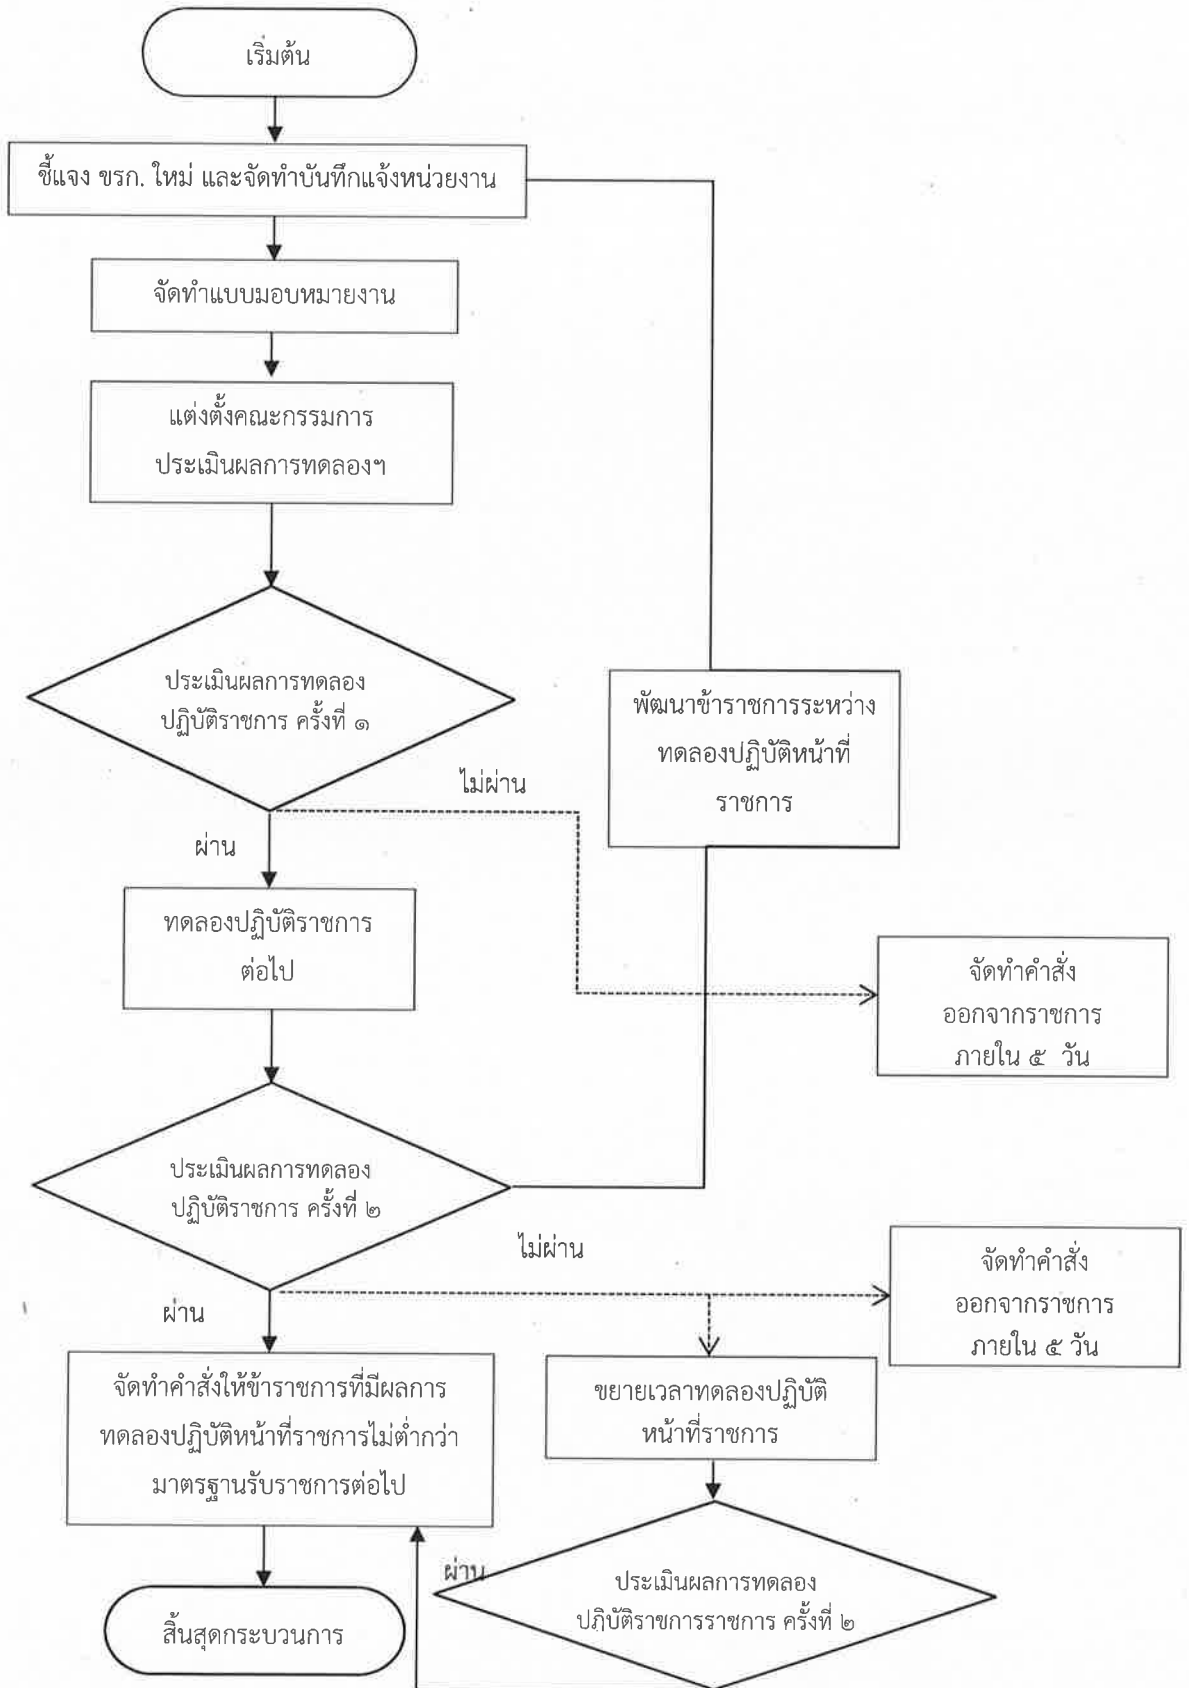 เริ่มต้น
ชี้แจง ขรก. ใหม่ และจัดทำบันทึกแจ้งหน่วยงาน
จัดทำแบบมอบหมายงาน
แต่งตั้งคณะกรรมการ
ประเมินผลการทดลองฯ
ประเมินผลการทดลอง
ปฏิบัติราชการ ครั้งที่ ๑
พัฒนาข้าราชการระหว่าง
ทดลองปฏิบัติหน้าที่
ราชการ
ไม่ผ่าน
ผ่าน
ทดลองปฏิบัติราชการ
ต่อไป
จัดทำคำสั่ง
ออกจากราชการ
ภายใน ๕ วัน
ประเมินผลการทดลอง
ปฏิบัติราชการ ครั้งที่ ๒
ไม่ผ่าน
ผ่าน
จัดทำคำสั่ง
ออกจากราชการ
ภายใน ๕ วัน
จัดทำคำสั่งให้ข้าราชการที่มีผลการ
ทดลองปฏิบัติหน้าที่ราชการไม่ต่ำกว่า
มาตรฐานรับราชการต่อไป
ขยายเวลาทดลองปฏิบัติ
หน้าที่ราชการ
ผ่าน
ประเมินผลการทดลอง
ปฏิบัติราชการราชการ ครั้งที่ ๒
สิ้นสุดกระบวนการ